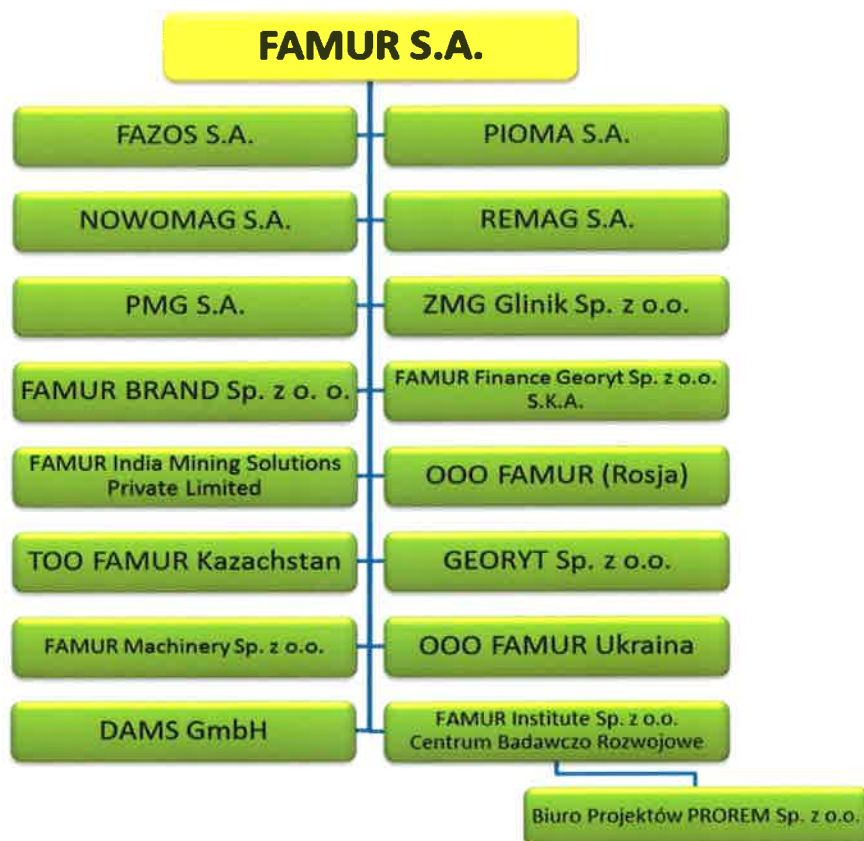 FAMUR S.A.
FAZOS S.A.
PIOMA S.A.
NOWOMAG S.A.
REMAG S.A.
PMG S.A.
ZMG Glinik Sp. z o.o.
FAMUR BRAND Sp. z o. o.
FAMUR Finance Georyt Sp. z o.o.
S.K.A.
FAMUR India Mining Solutions
Private Limited
OOO FAMUR (Rosja)
TOO FAMUR Kazachstan
GEORYT Sp. z o.o.
FAMUR Machinery Sp. z o.o.
OOO FAMUR Ukraina
DAMS GmbH
FAMUR Institute Sp. z o.o.
Centrum Badawczo Rozwojowe
Biuro Projektów PROREM Sp. z o.o.